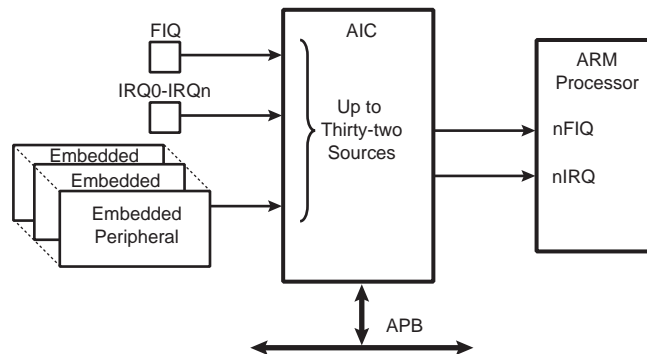 FIQ
IRQ0-IRQn
Embedded
Embedded
Embedded
Peripheral
AIC
Up to
Thirty-two
Sources
ARM
Processor
nFIQ
nIRQ
APB